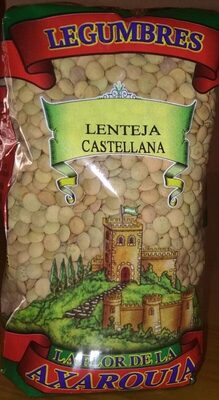 LEGUMBRES
LENTEJA
CASTELLANA
LA FLOR DE LA
AXARQUIA